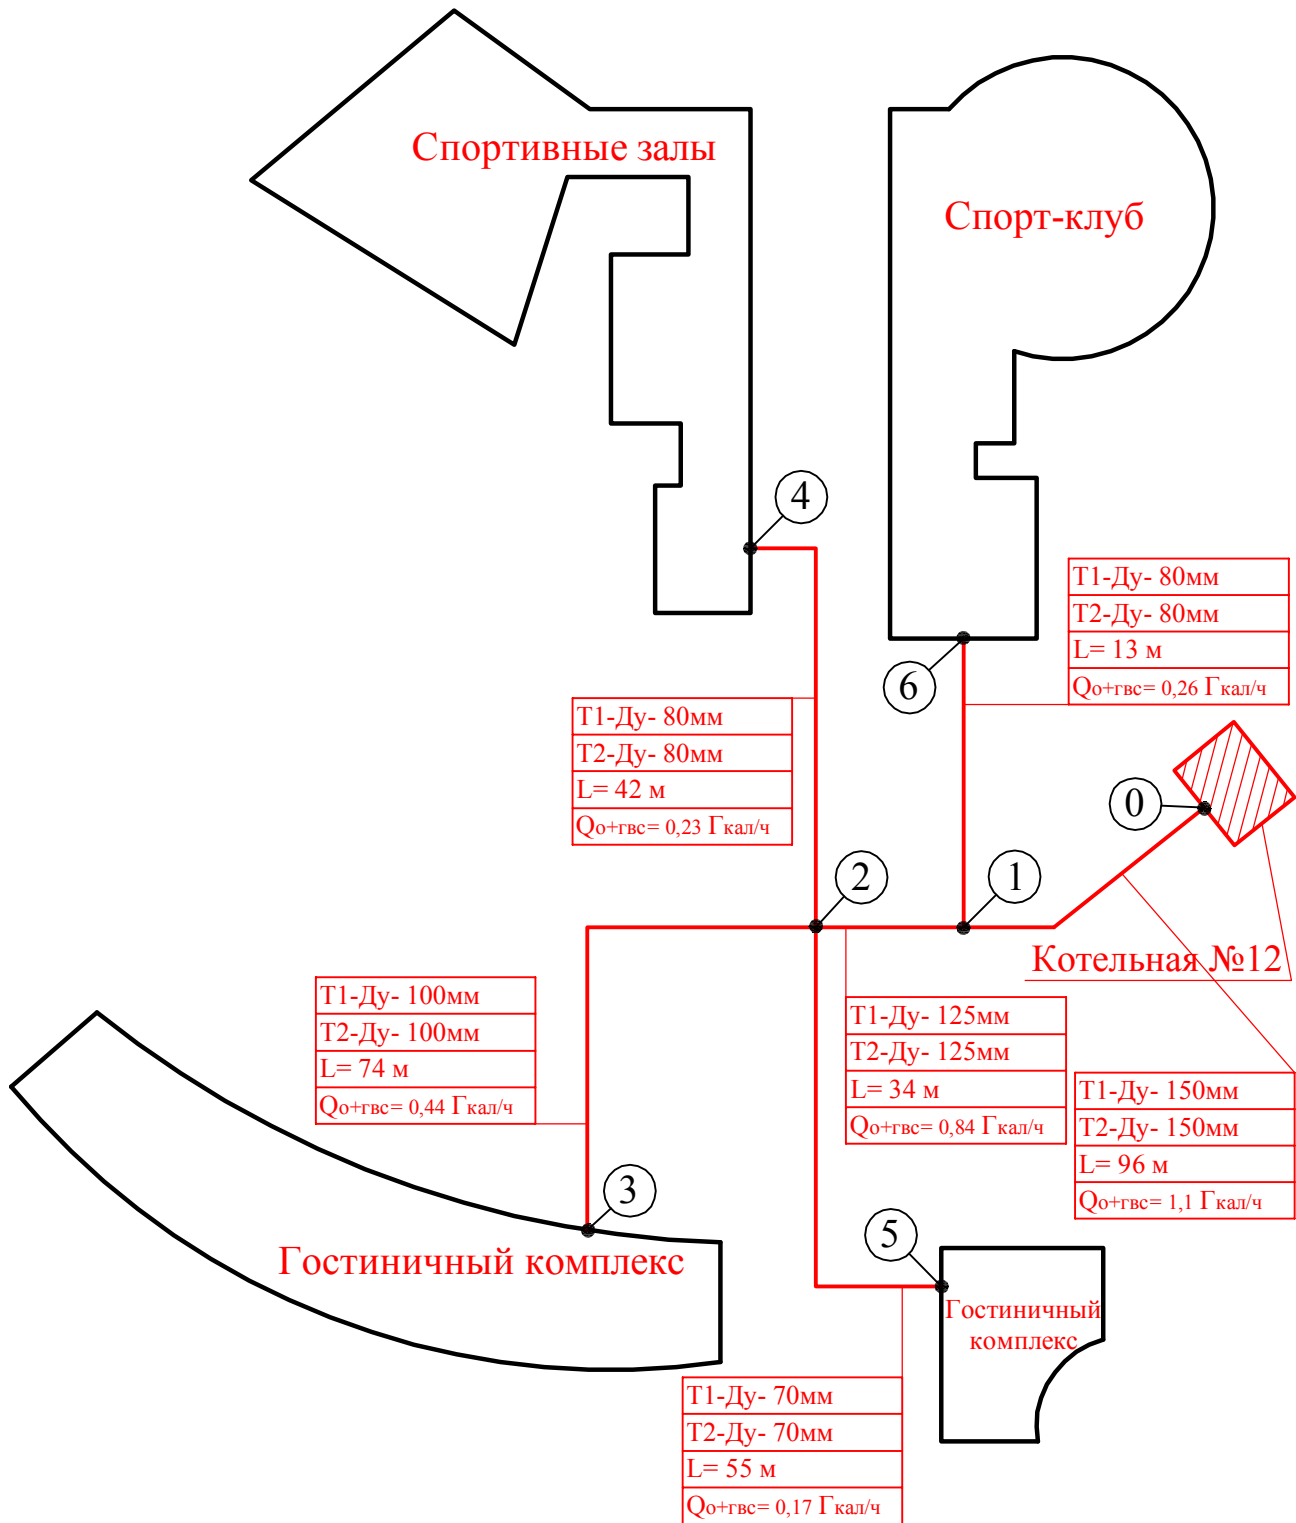 Спортивные залы
Спорт-клуб
4
Т1-Ду- 80мм
Т2-Ду- 80мм
L= 13 м
Qо+гвс= 0,26 Гкал/ч
6
Т1-Ду- 80мм
Т2-Ду- 80мм
L= 42 м
Qо+гвс= 0,23 Гкал/ч
0
2
1
Котельная №12
Т1-Ду- 100мм
Т2-Ду- 100мм
L= 74 м
Qо+гвс= 0,44 Гкал/ч
Т1-Ду- 125мм
Т2-Ду- 125мм
L= 34 м
Qо+гвс= 0,84 Гкал/ч
Т1-Ду- 150мм
Т2-Ду- 150мм
L= 96 м
Qо+гвс= 1,1 Гкал/ч
3
Гостиничный комплекс
5
Гостиничный
комплекс
Т1-Ду- 70мм
Т2-Ду- 70мм
L= 55 м
Qо+гвс= 0,17 Гкал/ч